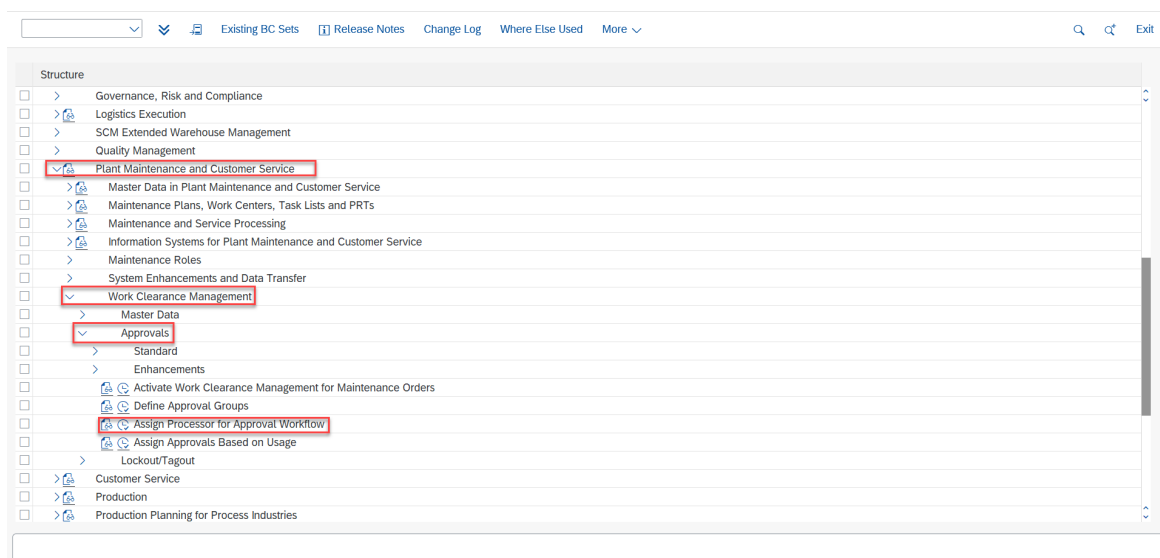 Existing BC Sets Release Notes Change Log Where Else Used More Exit
Structure
Governance, Risk and Compliance
Logistics Execution
SCM Extended Warehouse Management
Quality Management
Plant Maintenance and Customer Service
Master Data in Plant Maintenance and Customer Service
Maintenance Plans, Work Centers, Task Lists and PRTs
Maintenance and Service Processing
Information Systems for Plant Maintenance and Customer Service
Maintenance Roles
System Enhancements and Data Transfer
Work Clearance Management
Master Data
Approvals
Standard
Enhancements
Activate Work Clearance Management for Maintenance Orders
Define Approval Groups
Assign Processor for Approval Workflow
Assign Approvals Based on Usage
Lockout/Tagout
Customer Service
Production
Production Planning for Process Industries